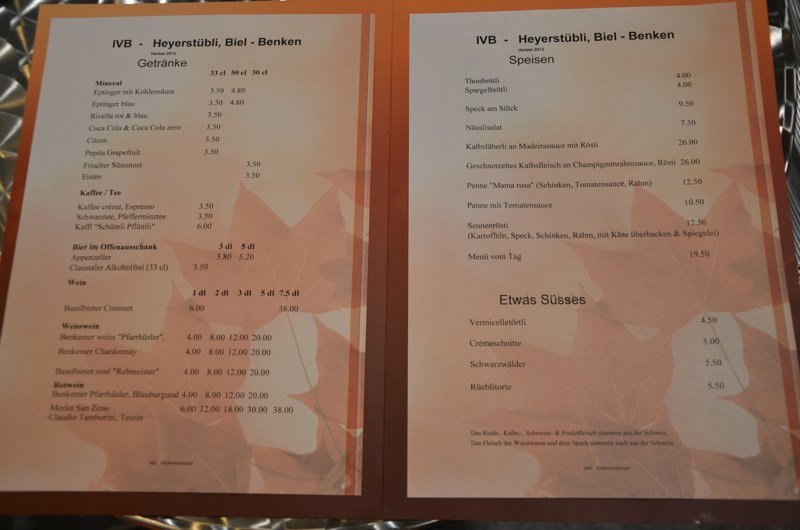 IVB - Heyerstübli, Biel - Benken
Herbst 2012
Getränke
33 cl 50 cl 30 cl
Mineral
Eptinger mit Kohlensäure 3.50 4.80
Eptinger blau 3.50 4.80
Rivella rot & blau 3.50
Coca Cola & Coca Cola zero 3.50
Citron 3.50
Pepita Grapefruit 3.50
Frischer Süssmost 3.50
Eistee 3.50
Kaffee / Tee
Kaffee crème, Espresso 3.50
Schwarztee, Pfefferminztee 3.50
Kaffi "Schümli Pflümli" 6.00
Bier im Offenausschank 3 dl 5 dl
Appenzeller 3.80 5.20
Claustaler Alkoholfrei (33 cl) 3.50
Wein
1 dl 2 dl 3 dl 5 dl 7.5 dl
Baselbieter Cremant 6.00 38.00
Weisswein
Benkemer weiss "Pfarrhüsler", 4.00 8.00 12.00 20.00
Benkemer Chardonnay 4.00 8.00 12.00 20.00
Baselbieter rosé "Rebmeister" 4.00 8.00 12.00 20.00
Rotwein
Benkemer Pfarrhüsler, Blauburgund 4.00 8.00 12.00 20.00
Merlot San Zeno 6.00 12.00 18.00 30.00 38.00
Claudio Tamborini, Tessin
inkl. Mehrwertsteuer
IVB - Heyerstübli, Biel - Benken
Herbst 2012
Speisen
Thonbrötli 4.00
Spargelbrötli 4.00
Speck am Stück 9.50
Nüsslisalat 7.50
Kalbsläberli an Madeirasauce mit Rösti 26.00
Geschnetzeltes Kalbsfleisch an Champignonrahmsauce, Rösti 26.00
Penne "Mama rosa" (Schinken, Tomatensauce, Rahm) 12.50
Penne mit Tomatensauce 10.50
Sennenrösti 12.50
(Kartoffeln, Speck, Schinken, Rahm, mit Käse überbacken & Spiegelei)
Menü vom Tag 19.50
Etwas Süsses
Vermicelletörtli 4.50
Crèmeschnitte 5.00
Schwarzwälder 5.50
Rüeblitorte 5.50
Das Rinds-, Kalbs-, Schweine- & Pouletfleisch stammen aus der Schweiz.
Das Fleisch der Wurstwaren und dem Speck stammen auch aus der Schweiz.
inkl. Mehrwertsteuer